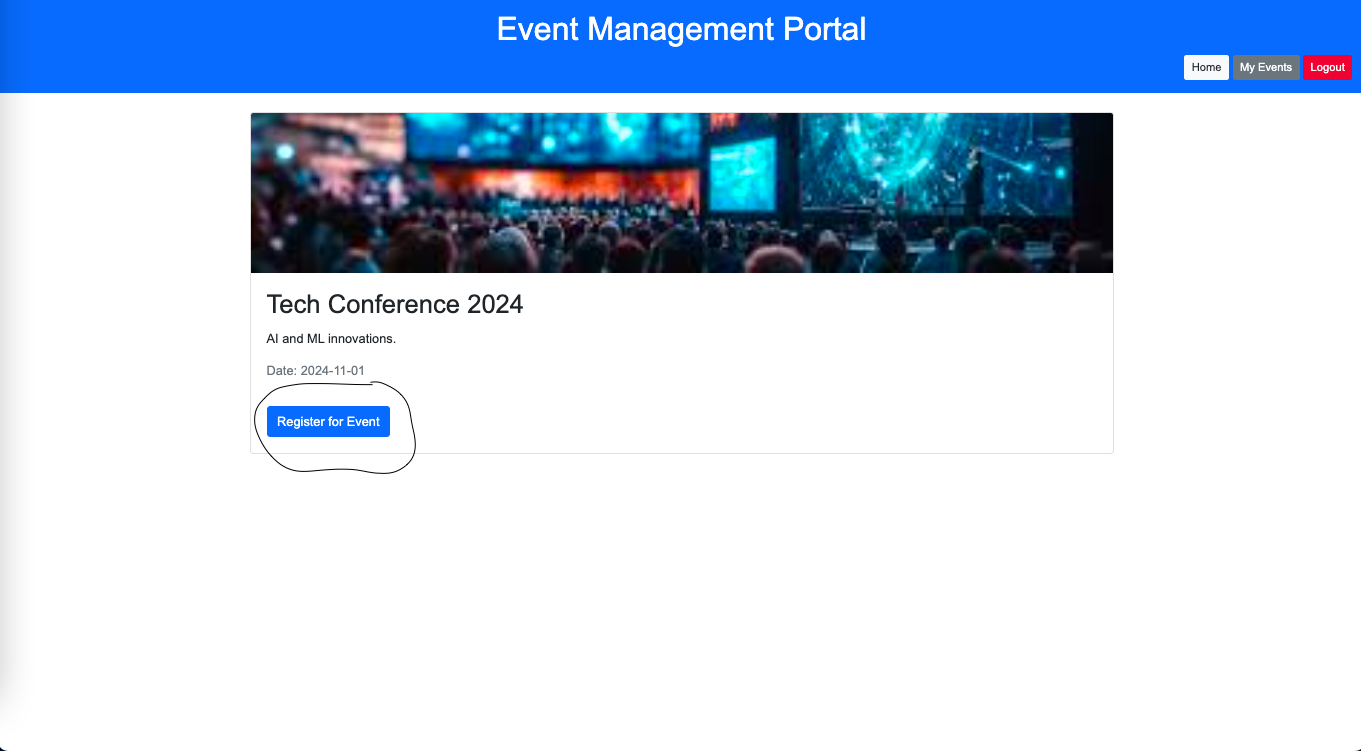 Event Management Portal
Home My Events Logout
Tech Conference 2024
AI and ML innovations.
Date: 2024-11-01
Register for Event